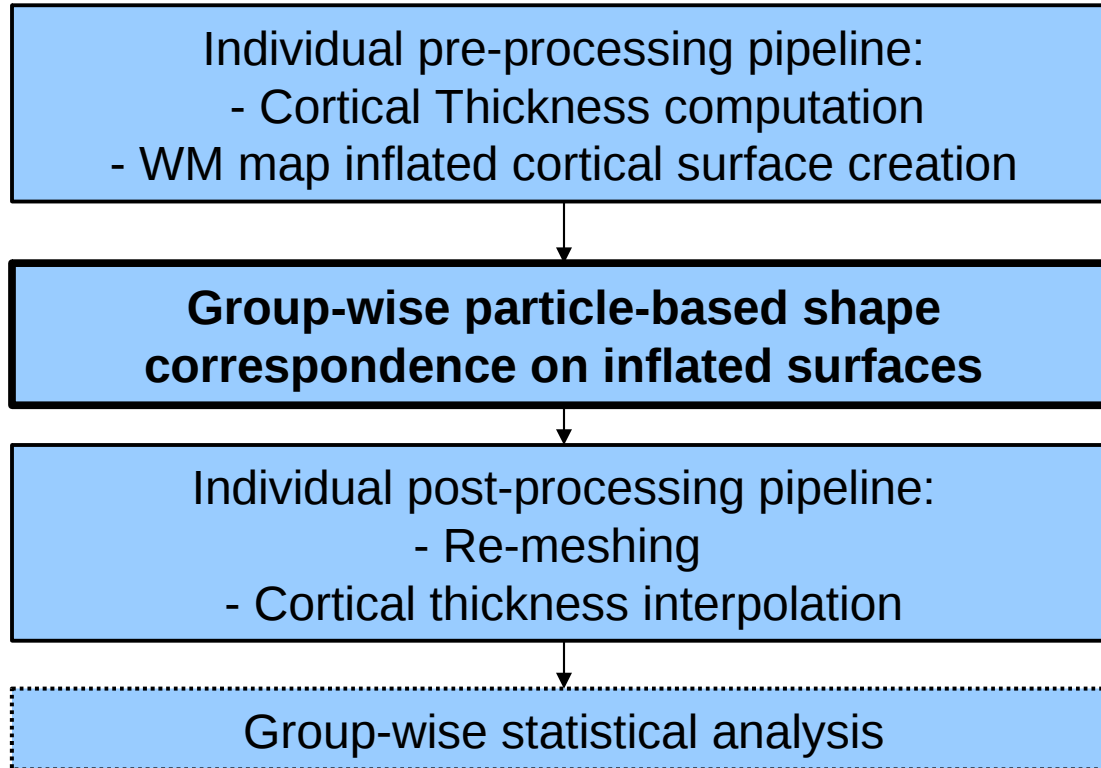 Individual pre-processing pipeline:
- Cortical Thickness computation
- WM map inflated cortical surface creation
Group-wise particle-based shape
correspondence on inflated surfaces
Individual post-processing pipeline:
- Re-meshing
- Cortical thickness interpolation
Group-wise statistical analysis